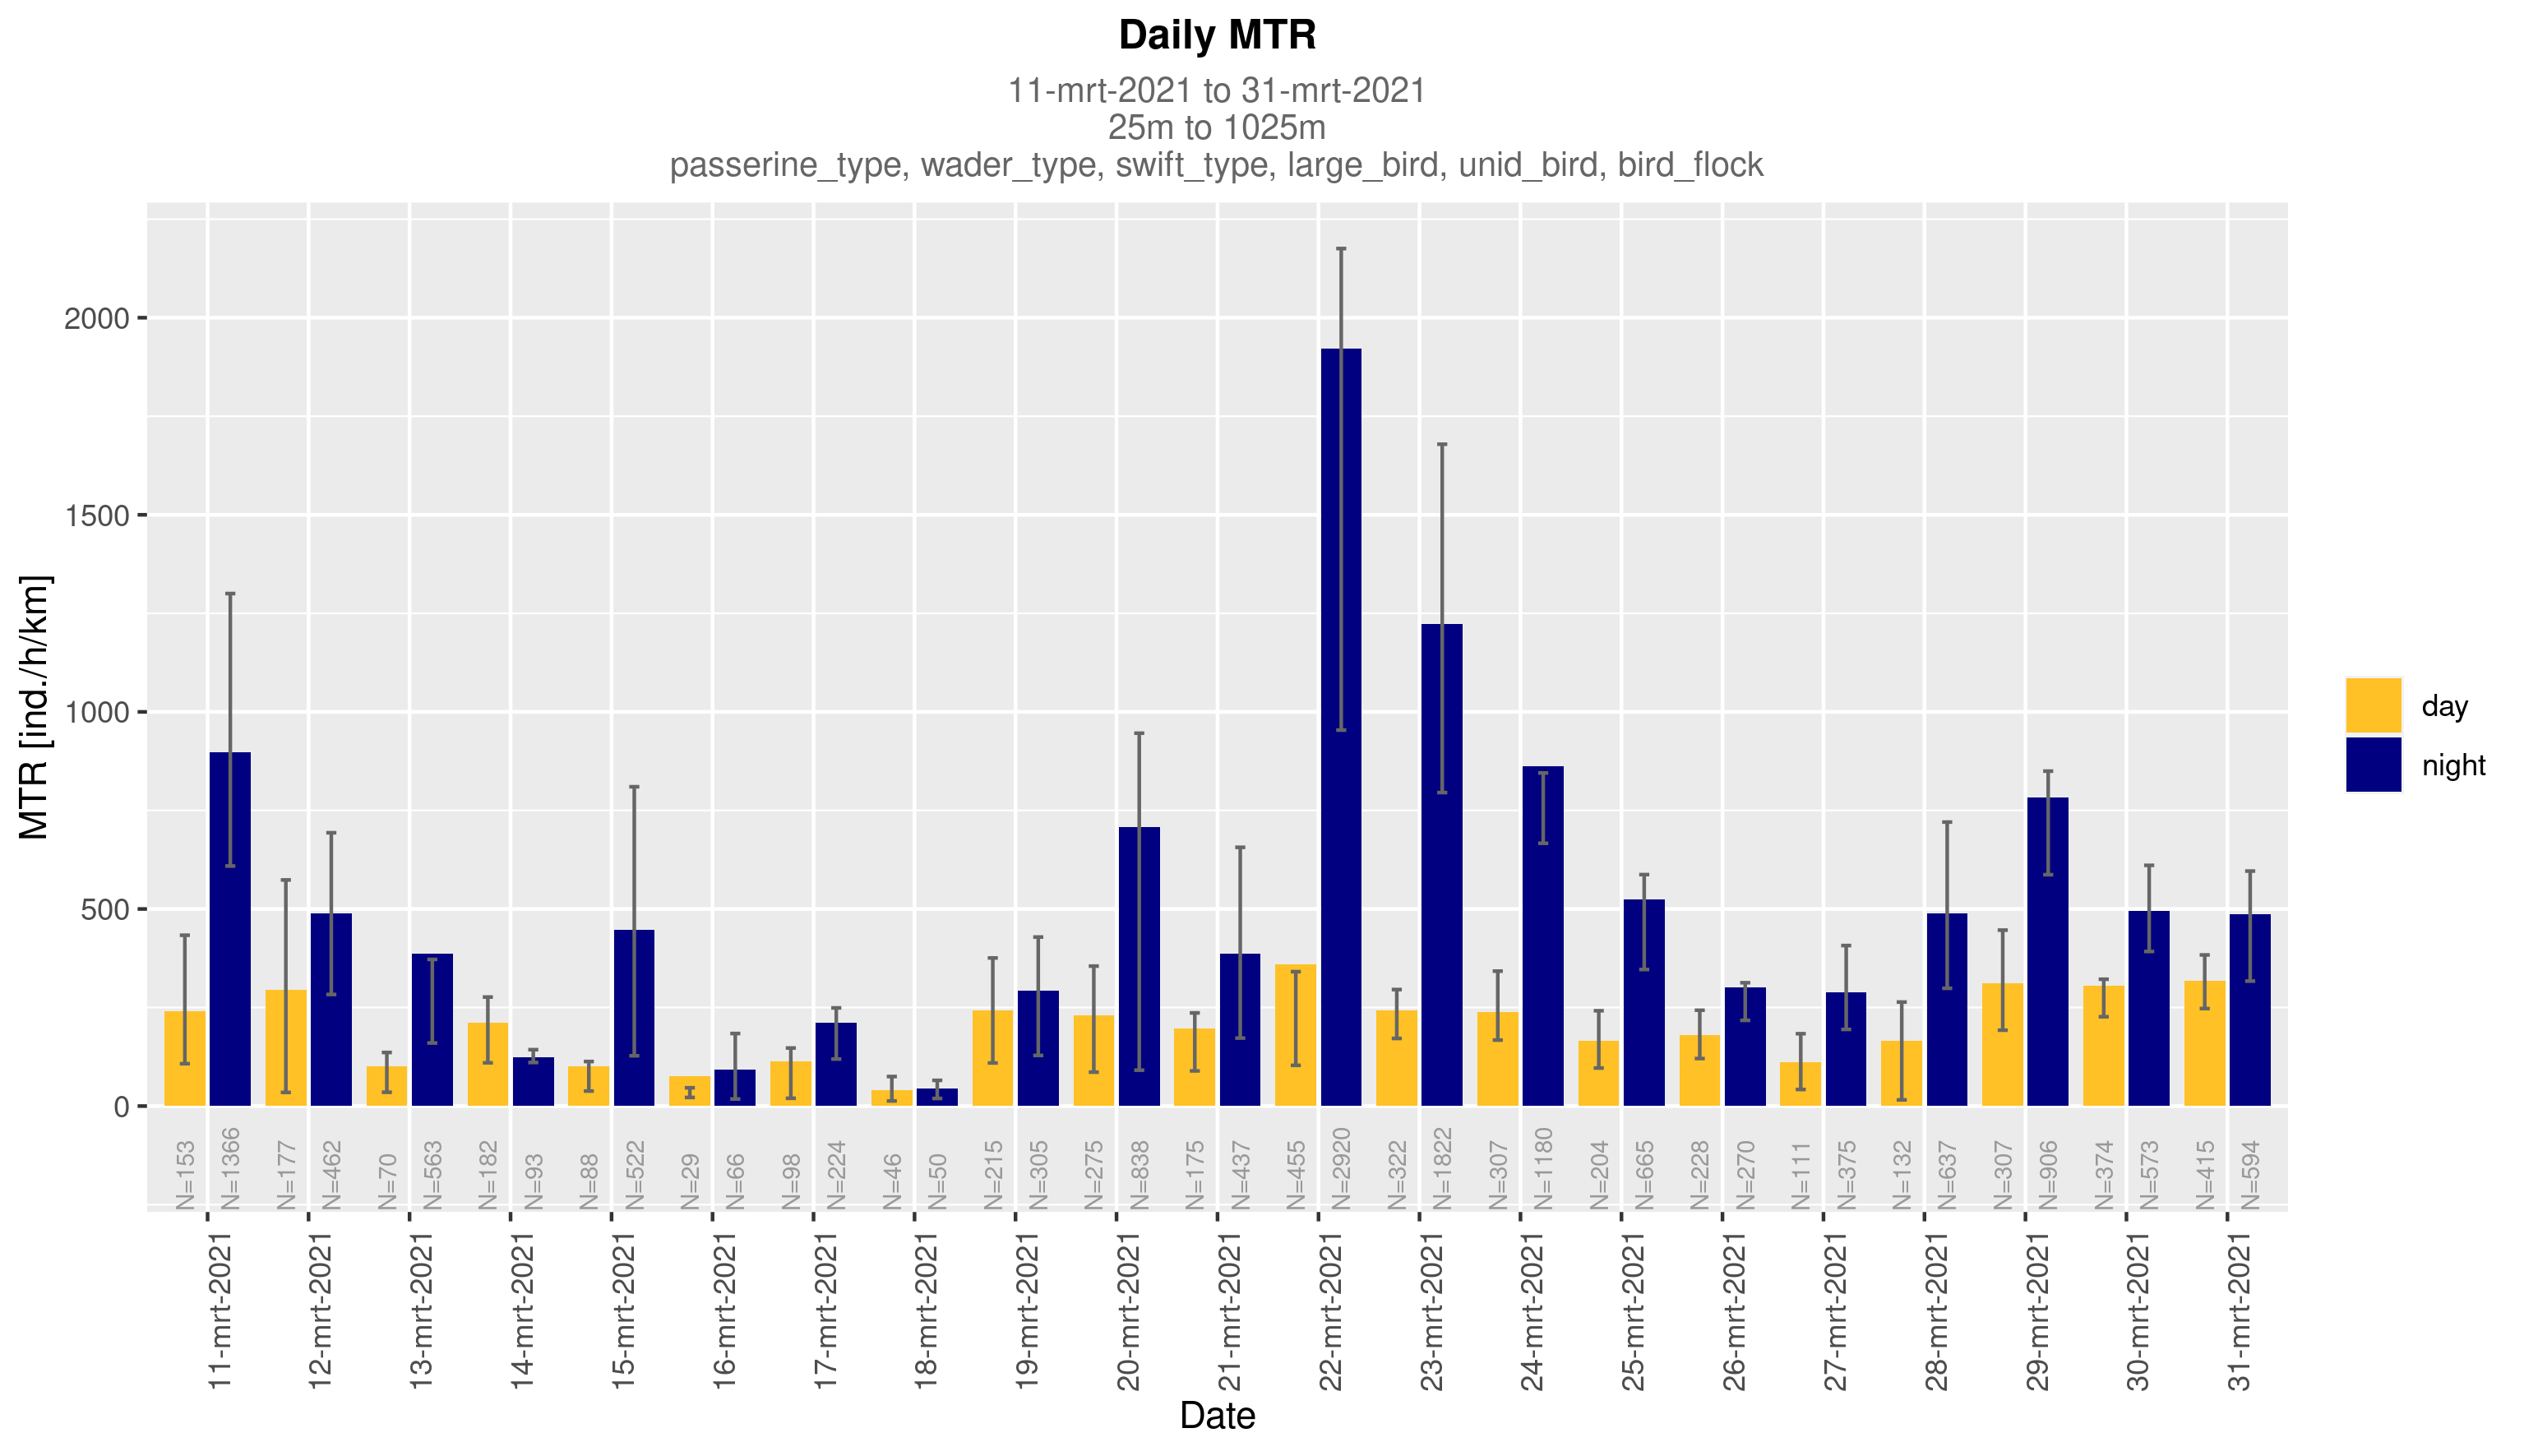 Daily MTR
11-mrt-2021 to 31-mrt-2021
25m to 1025m
passerine_type, wader_type, swift_type, large_bird, unid_bird, bird_flock
MTR [ind./h/km]
2000
1500
1000
500
0
day
night
N=153
N=1366
N=177
N=462
N=70
N=563
N=182
N=93
N=88
N=522
N=29
N=66
N=98
N=224
N=46
N=50
N=215
N=305
N=275
N=838
N=175
N=437
N=455
N=2920
N=322
N=1822
N=307
N=1180
N=204
N=665
N=228
N=270
N=111
N=375
N=132
N=637
N=307
N=906
N=374
N=573
N=415
N=594
11-mrt-2021
12-mrt-2021
13-mrt-2021
14-mrt-2021
15-mrt-2021
16-mrt-2021
17-mrt-2021
18-mrt-2021
19-mrt-2021
20-mrt-2021
21-mrt-2021
22-mrt-2021
23-mrt-2021
24-mrt-2021
25-mrt-2021
26-mrt-2021
27-mrt-2021
28-mrt-2021
29-mrt-2021
30-mrt-2021
31-mrt-2021
Date